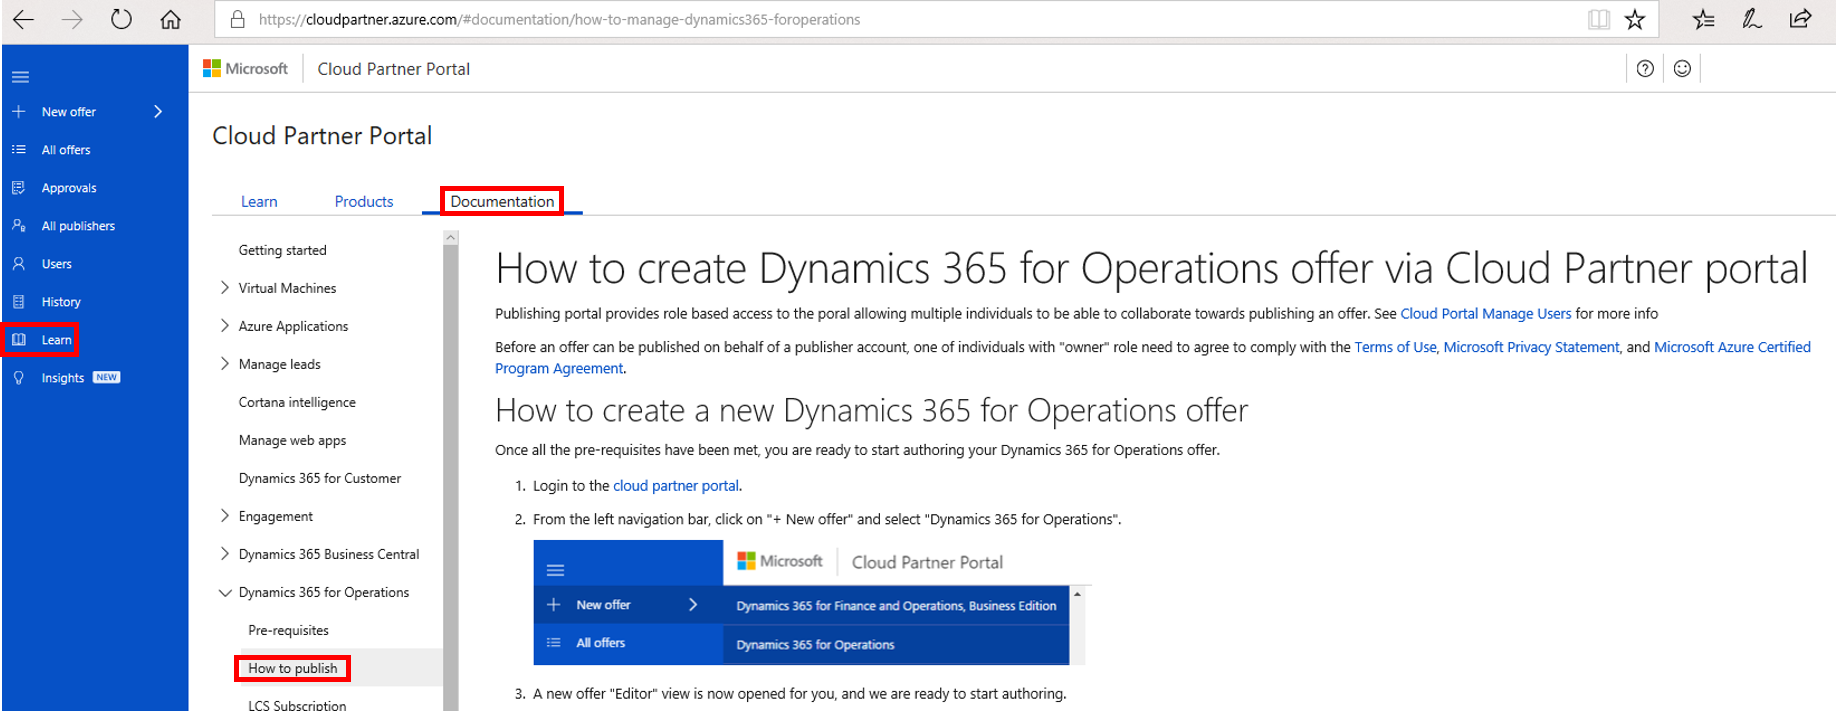 https://cloudpartner.azure.com/#documentation/how-to-manage-dynamics365-foroperations
Microsoft
Cloud Partner Portal
New offer
All offers
Approvals
All publishers
Users
History
Learn
Insights NEW
Cloud Partner Portal
Learn
Products
Documentation
Getting started
Virtual Machines
Azure Applications
Manage leads
Cortana intelligence
Manage web apps
Dynamics 365 for Customer
Engagement
Dynamics 365 Business Central
Dynamics 365 for Operations
Pre-requisites
How to publish
LCS Subscription
How to create Dynamics 365 for Operations offer via Cloud Partner portal
Publishing portal provides role based access to the poral allowing multiple individuals to be able to collaborate towards publishing an offer. See Cloud Portal Manage Users for more info
Before an offer can be published on behalf of a publisher account, one of individuals with "owner" role need to agree to comply with the Terms of Use, Microsoft Privacy Statement, and Microsoft Azure Certified
Program Agreement.
How to create a new Dynamics 365 for Operations offer
Once all the pre-requisites have been met, you are ready to start authoring your Dynamics 365 for Operations offer.
1. Login to the cloud partner portal.
2. From the left navigation bar, click on "+ New offer" and select "Dynamics 365 for Operations".
Microsoft
Cloud Partner Portal
New offer
Dynamics 365 for Finance and Operations, Business Edition
All offers
Dynamics 365 for Operations
3. A new offer "Editor" view is now opened for you, and we are ready to start authoring.